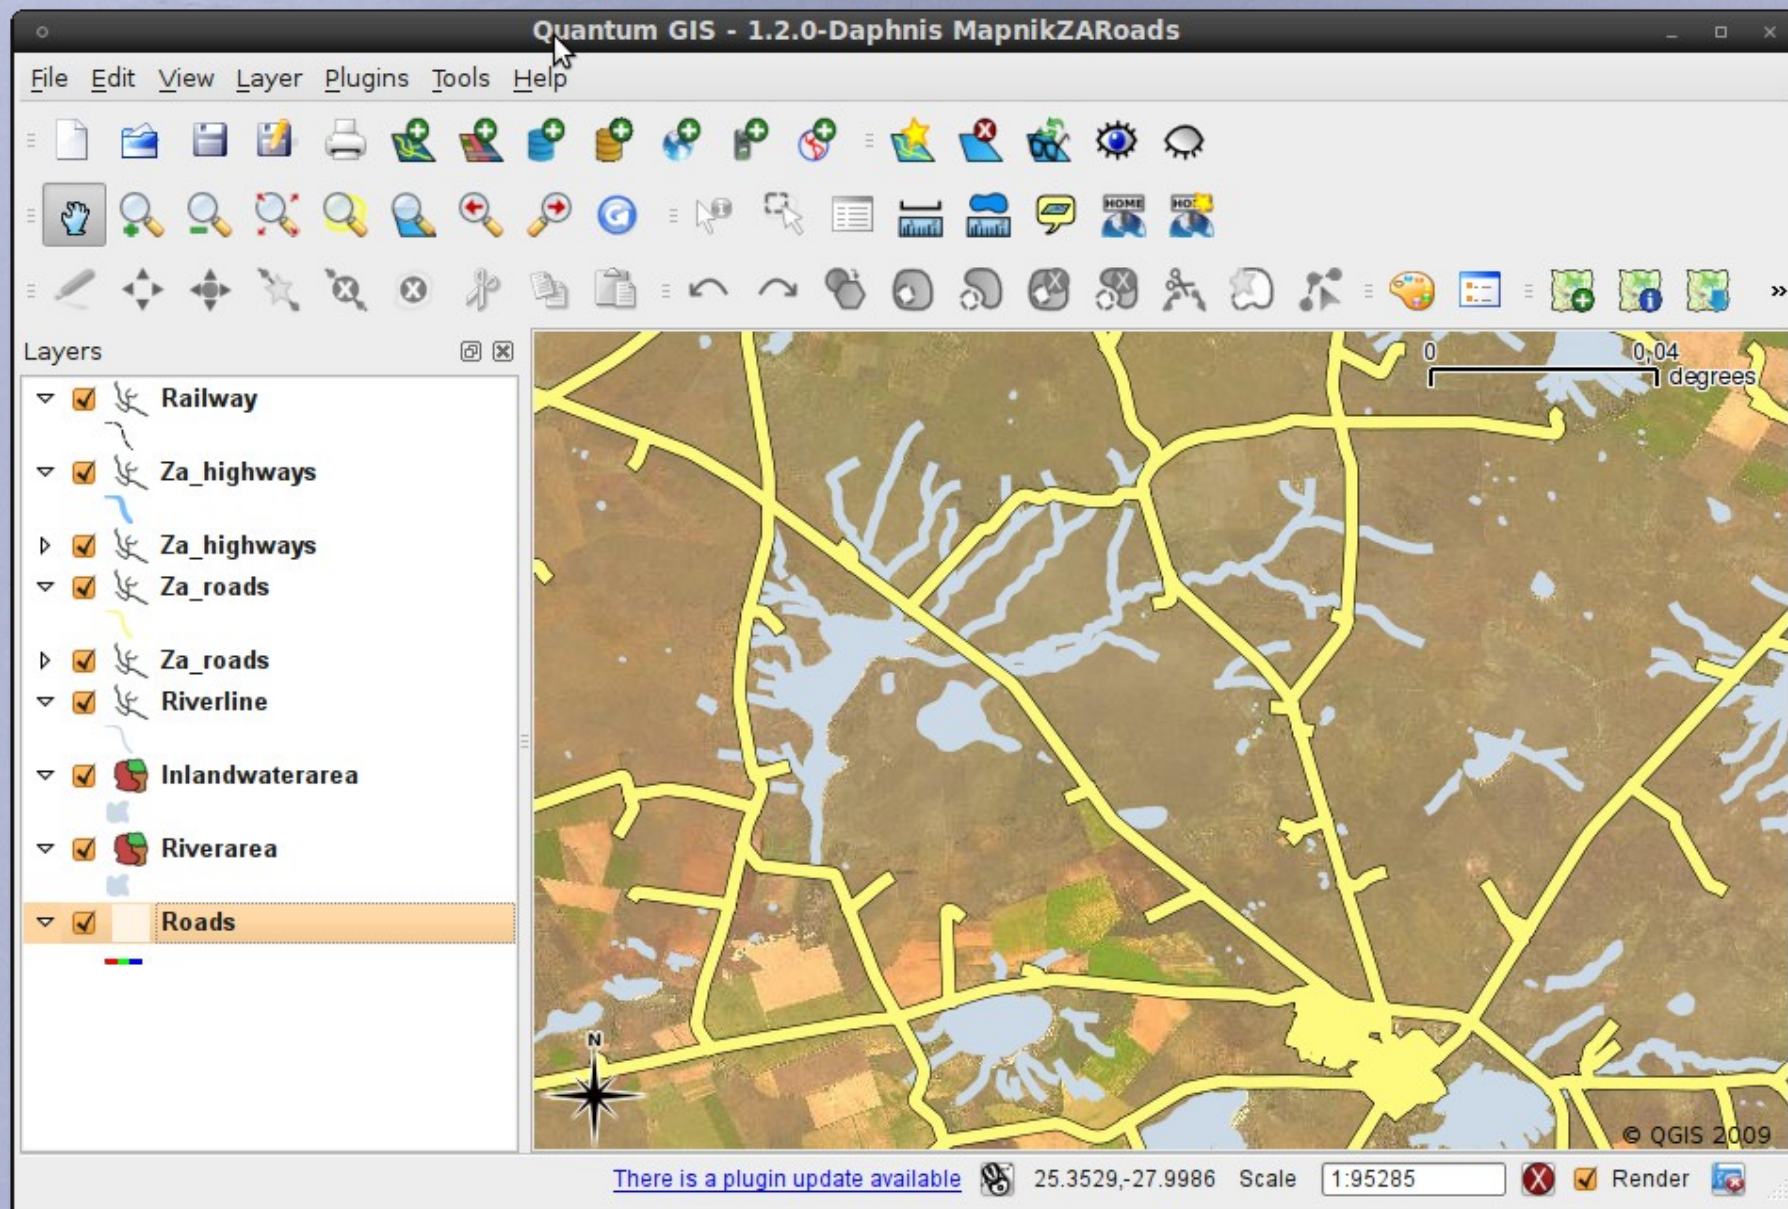 Quantum GIS - 1.2.0-Daphnis MapnikZARoads
File Edit View Layer Plugins Tools Help
HOME
Layers
Railway
Za_highways
Za_highways
Za_roads
Za_roads
Riverline
Inlandwaterarea
Riverarea
Roads
0 0,04
degrees
N
© QGIS 2009
There is a plugin update available 25.3529,-27.9986 Scale 1:95285 Render